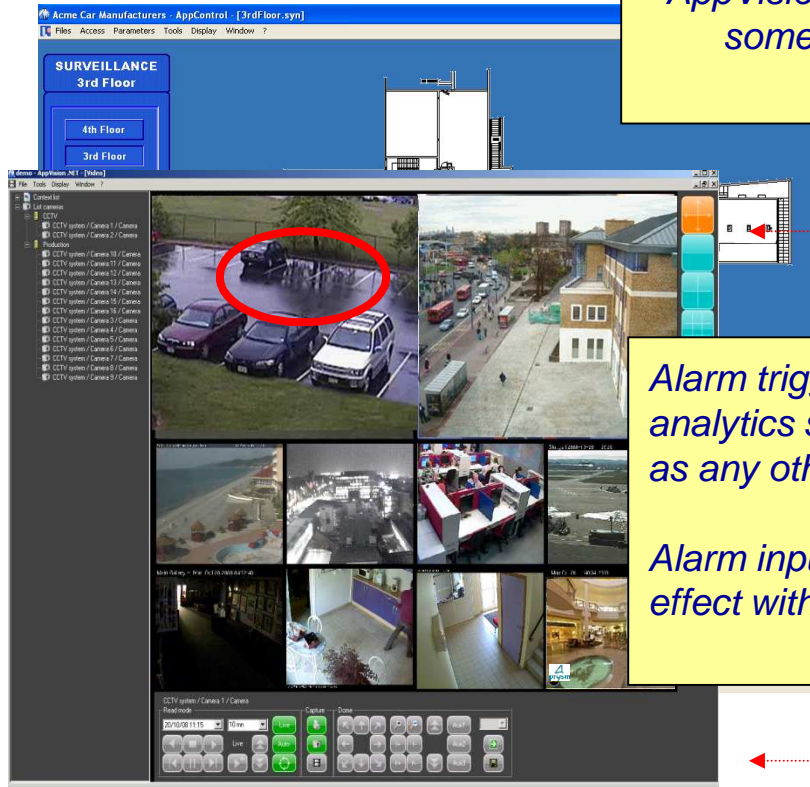 Acme Car Manufacturers - AppControl - [3rdFloor.syn]
Files Access Parameters Tools Display Window ?
AppVision
some
SURVEILLANCE
3rd Floor
4th Floor
3rd Floor
demo - AppVision .NET - [Video]
File Tools Display Window ?
Context list
List cameras
CCTV
CCTV system / Camera 1 / Camera
CCTV system / Camera 2 / Camera
Production
CCTV system / Camera 10 / Camera
CCTV system / Camera 11 / Camera
CCTV system / Camera 12 / Camera
CCTV system / Camera 13 / Camera
CCTV system / Camera 14 / Camera
CCTV system / Camera 15 / Camera
CCTV system / Camera 16 / Camera
CCTV system / Camera 3 / Camera
CCTV system / Camera 4 / Camera
CCTV system / Camera 5 / Camera
CCTV system / Camera 6 / Camera
CCTV system / Camera 7 / Camera
CCTV system / Camera 8 / Camera
CCTV system / Camera 9 / Camera
Alarm trig
analytics s
as any oth
Alarm inpu
effect with
prysm
CCTV system / Camera 1 / Camera
Read mode
Capture
Dome
20/10/08 11:15
10 mn
Live
Live
Auto
Aux1
Aux2
Aux3